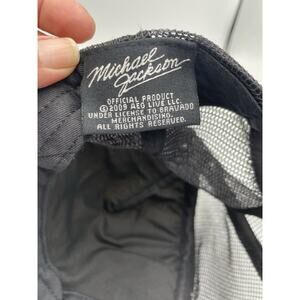 Michael
Jackson
OFFICIAL PRODUCT
© 2009 AEG LIVE LLC.
UNDER LICENSE TO BRAVADO
MERCHANDISING.
ALL RIGHTS RESERVED.